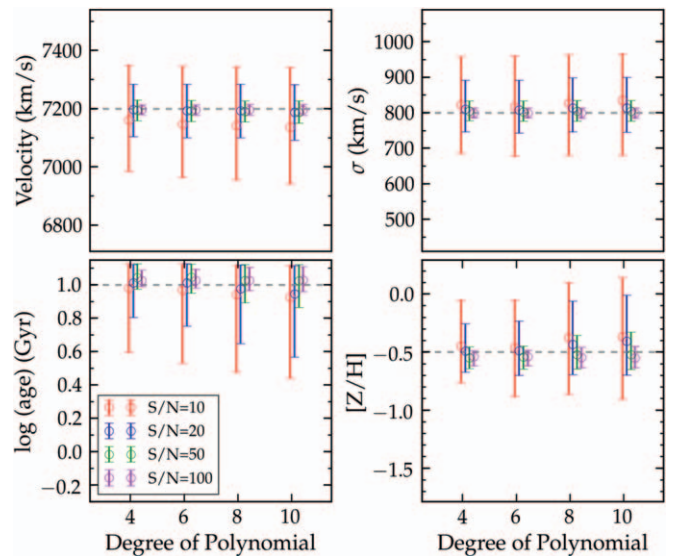 7400
7200
7000
6800
Velocity (km/s)
1000
900
800
700
600
500
σ (km/s)
1.0
0.8
0.6
0.4
0.2
0.0
−0.2
log (age) (Gyr)
S/N=10
S/N=20
S/N=50
S/N=100
4 6 8 10
Degree of Polynomial
0.0
−0.5
−1.0
−1.5
[Z/H]
4 6 8 10
Degree of Polynomial